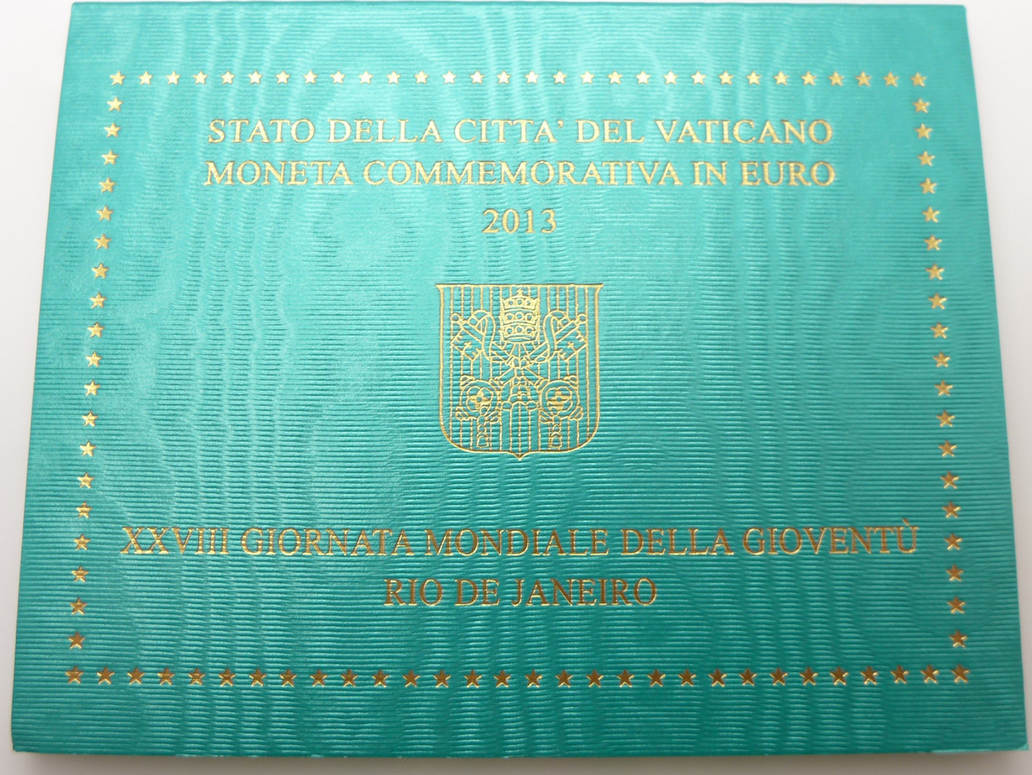 STATO DELLA CITTA' DEL VATICANO
MONETA COMMEMORATIVA IN EURO
2013
XXVIII GIORNATA MONDIALE DELLA GIOVENTÙ
RIO DE JANEIRO